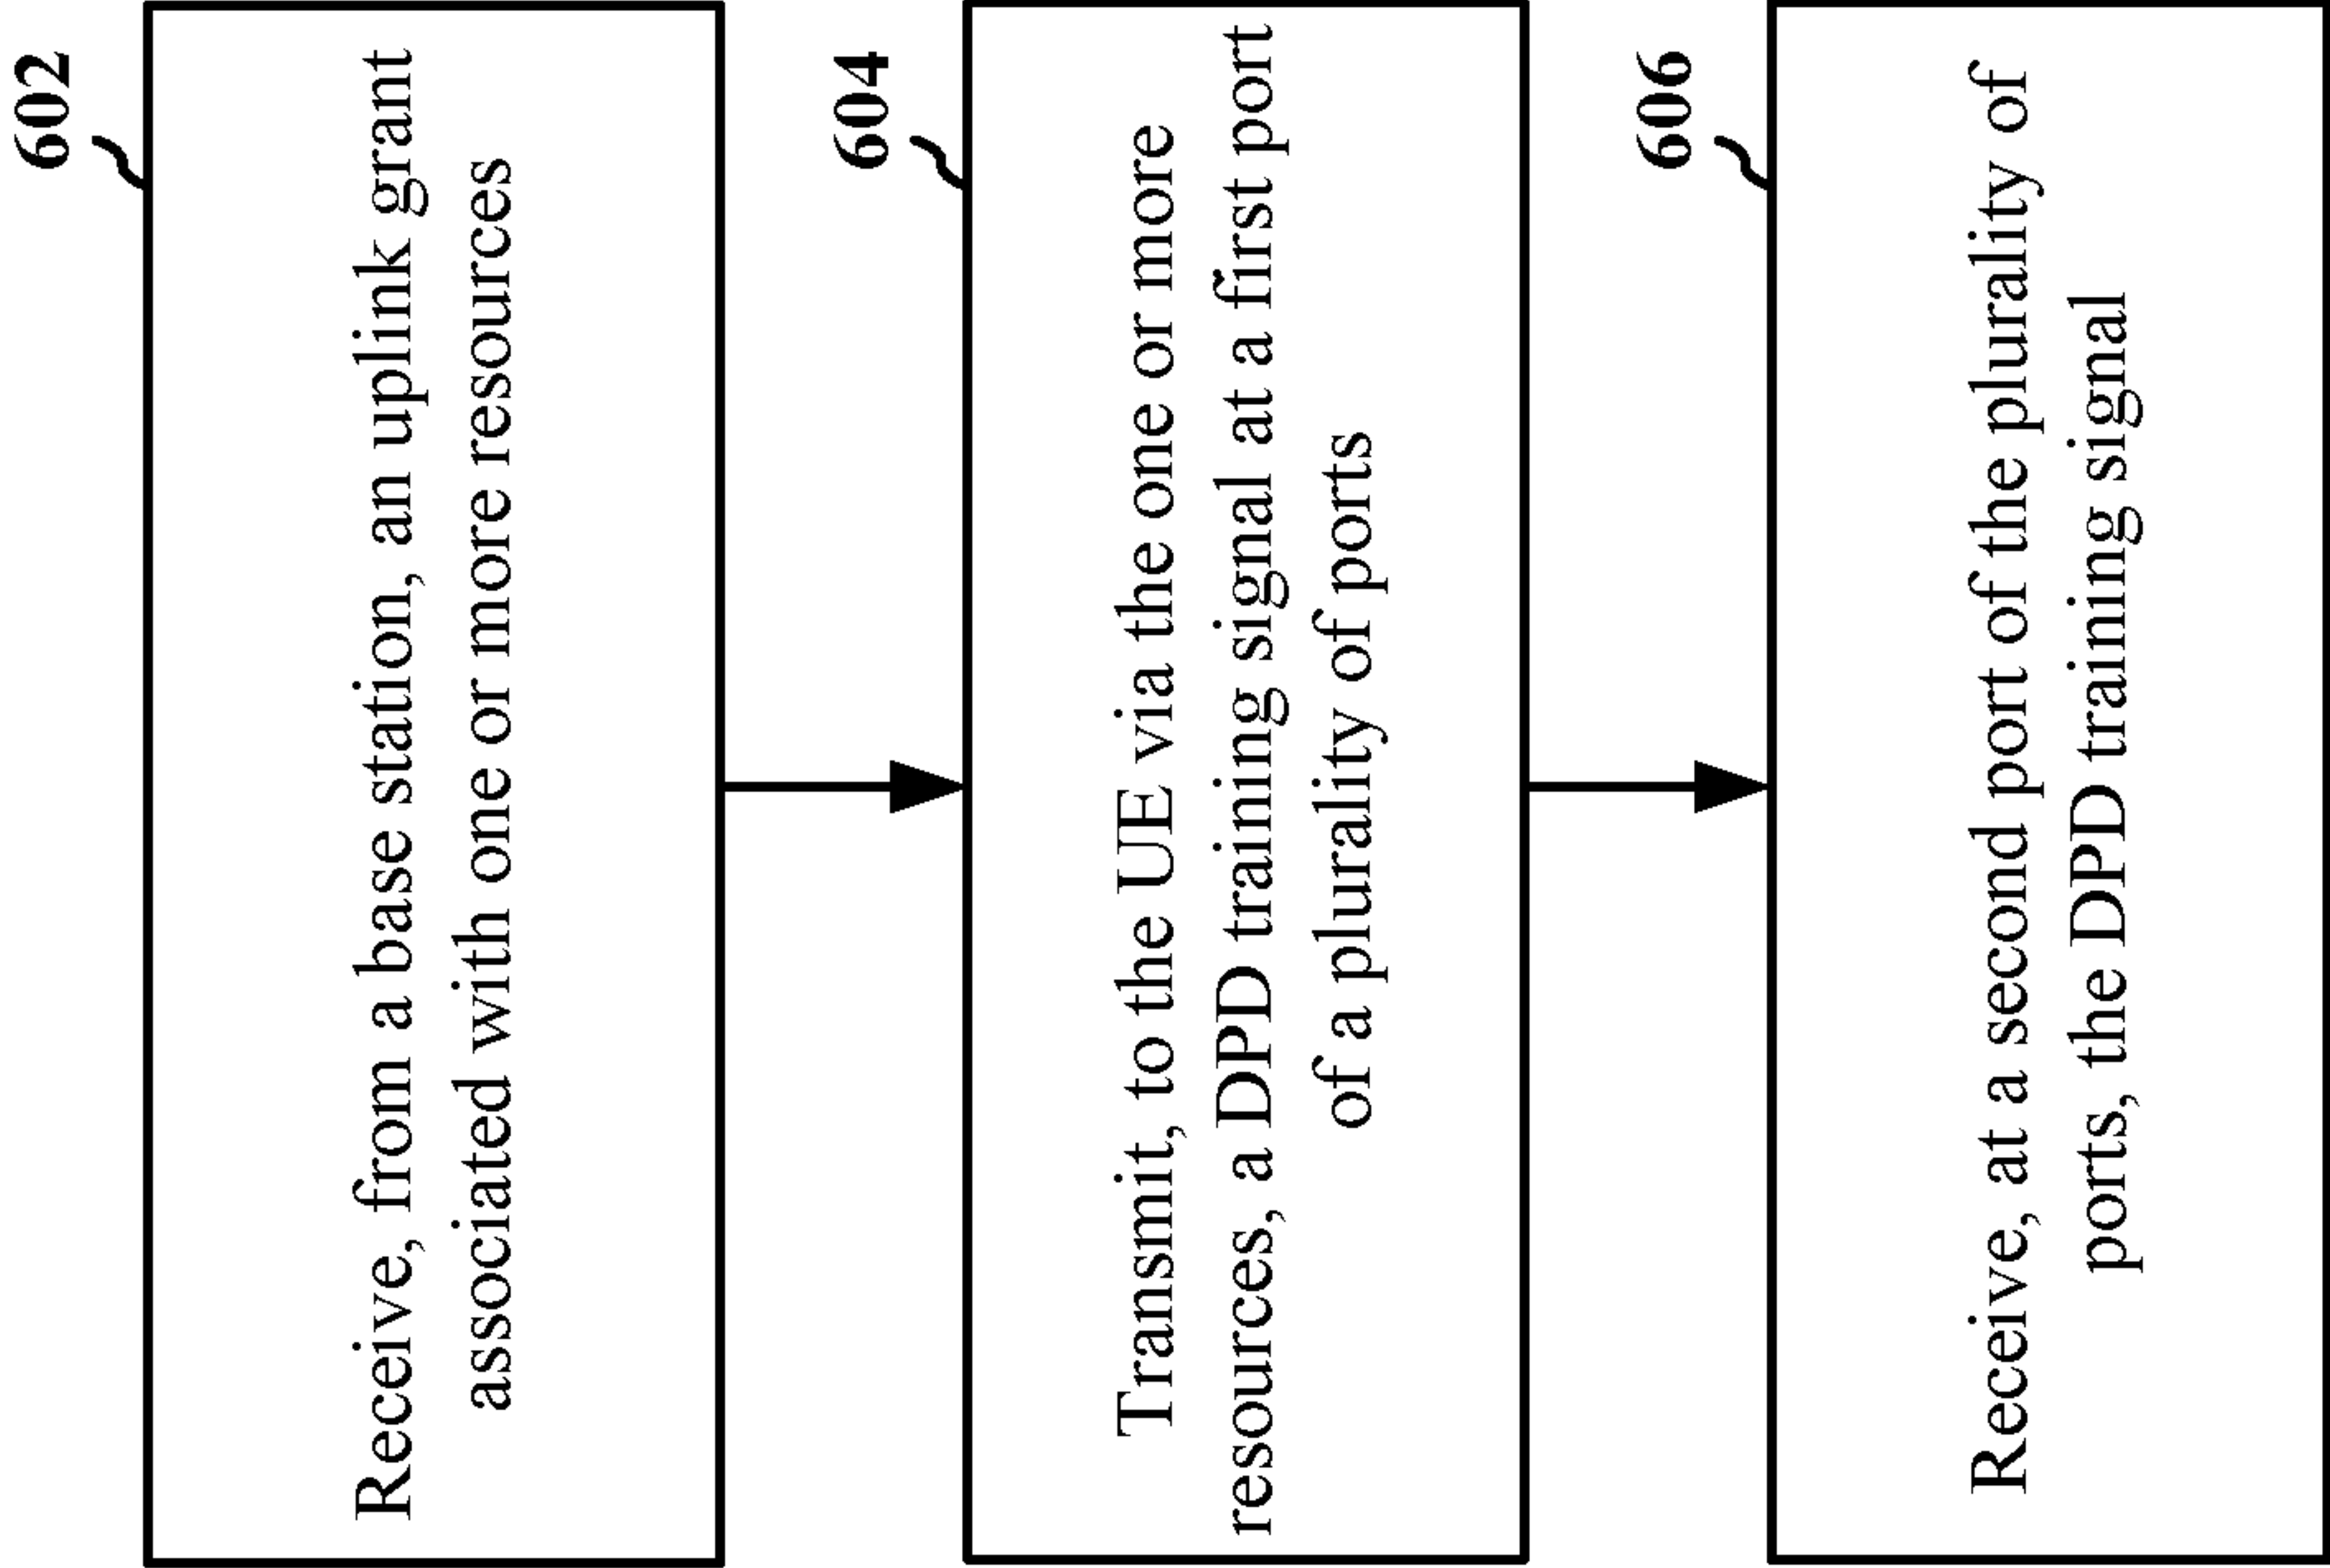 602
Receive, from a base station, an uplink grant
associated with one or more resources
604
Transmit, to the UE via the one or more
resources, a DPD training signal at a first port
of a plurality of ports
606
Receive, at a second port of the plurality of
ports, the DPD training signal